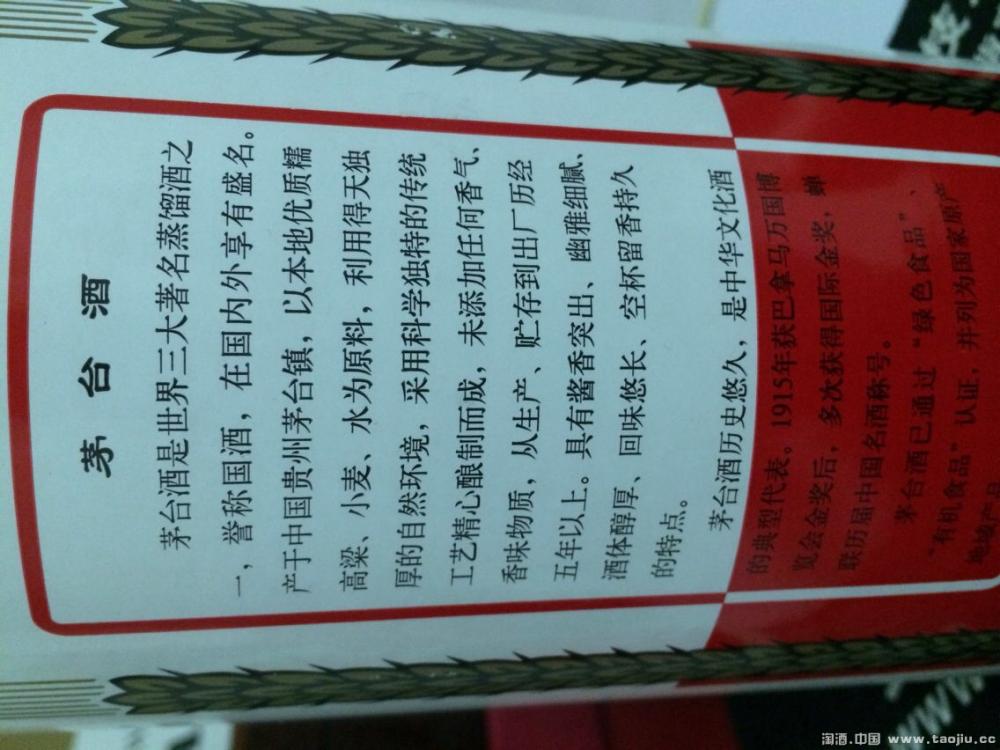 茅台酒
茅台酒是世界三大著名蒸馏酒之
一，誉称国酒，在国内外享有盛名。
产于中国贵州茅台镇，以本地优质糯
高粱、小麦、水为原料，利用得天独
厚的自然环境，采用科学独特的传统
工艺精心酿制而成，未添加任何香气、
香味物质，从生产、贮存到出厂历经
五年以上。具有酱香突出、幽雅细腻、
酒体醇厚、回味悠长、空杯留香持久
的特点。
茅台酒历史悠久，是中华文化酒
的典型代表。1915年获巴拿马万国博
览会金奖后，多次获得国际金奖，蝉
联历届中国名酒称号。
茅台酒已通过“绿色食品”、
“有机食品”认证，并列为国家原产
地域产品
淘酒.中国 www.taojiu.cc